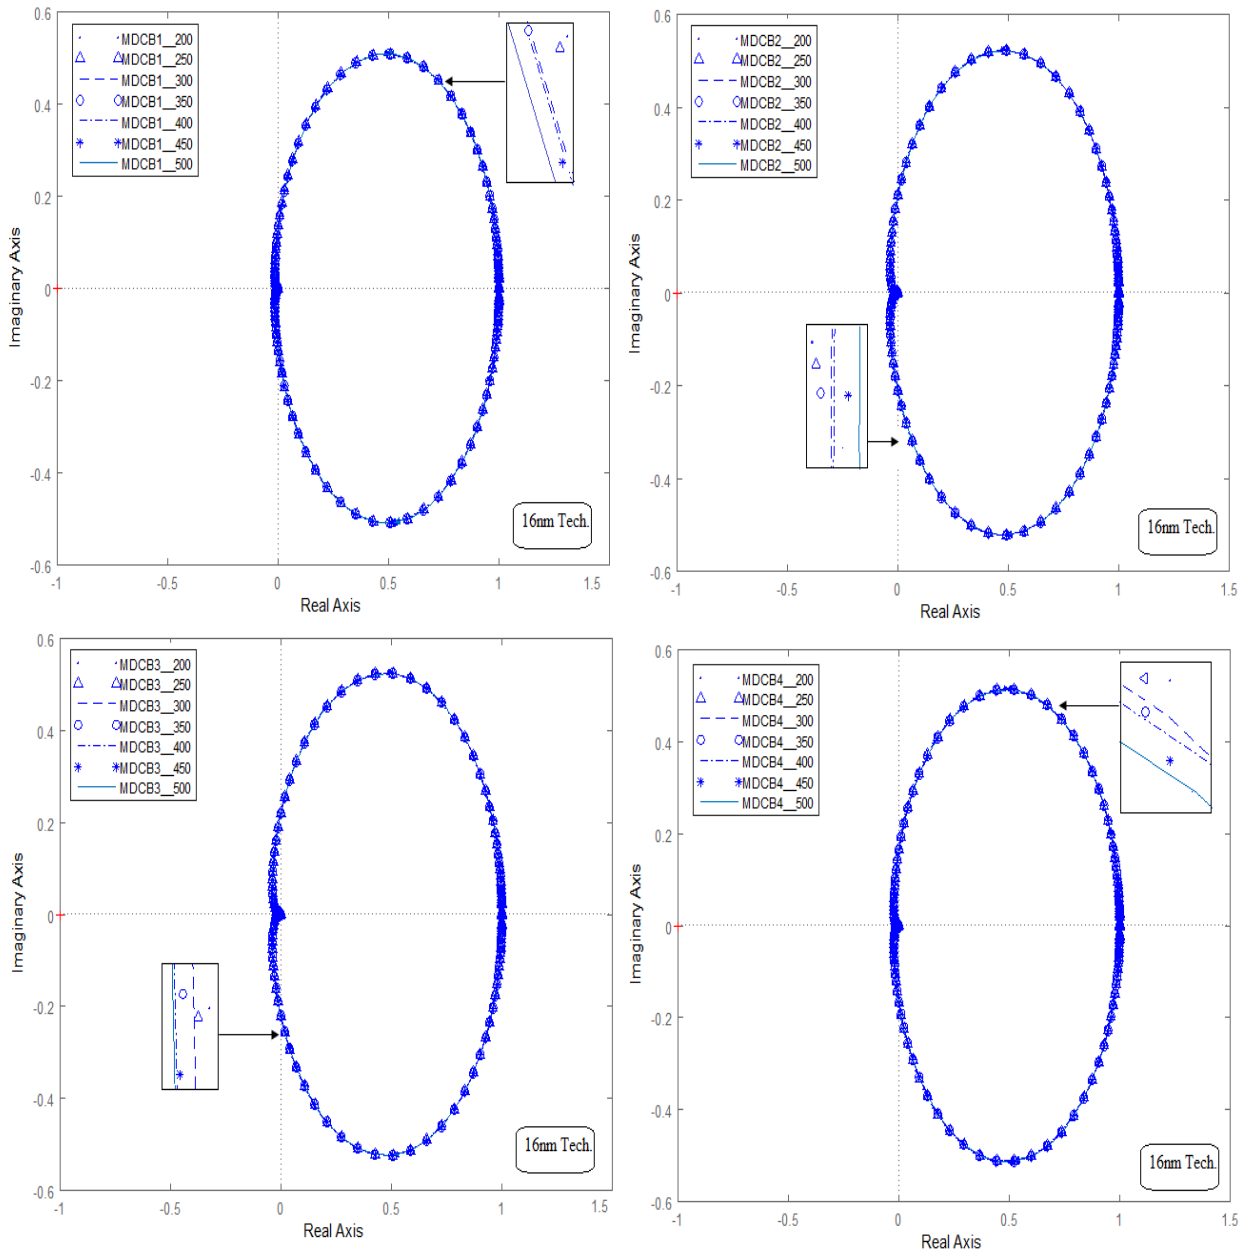 0.6
0.4
0.2
0
-0.2
-0.4
-0.6
Imaginary Axis
MDCB1__200
MDCB1__250
MDCB1__300
MDCB1__350
MDCB1__400
MDCB1__450
MDCB1__500
16nm Tech.
-1
-0.5
0
0.5
1
1.5
Real Axis
0.6
0.4
0.2
0
-0.2
-0.4
-0.6
Imaginary Axis
MDCB2__200
MDCB2__250
MDCB2__300
MDCB2__350
MDCB2__400
MDCB2__450
MDCB2__500
16nm Tech.
-1
-0.5
0
0.5
1
1.5
Real Axis
0.6
0.4
0.2
0
-0.2
-0.4
-0.6
Imaginary Axis
MDCB3__200
MDCB3__250
MDCB3__300
MDCB3__350
MDCB3__400
MDCB3__450
MDCB3__500
16nm Tech.
-1
-0.5
0
0.5
1
1.5
Real Axis
0.6
0.4
0.2
0
-0.2
-0.4
-0.6
Imaginary Axis
MDCB4__200
MDCB4__250
MDCB4__300
MDCB4__350
MDCB4__400
MDCB4__450
MDCB4__500
16nm Tech.
-1
-0.5
0
0.5
1
1.5
Real Axis